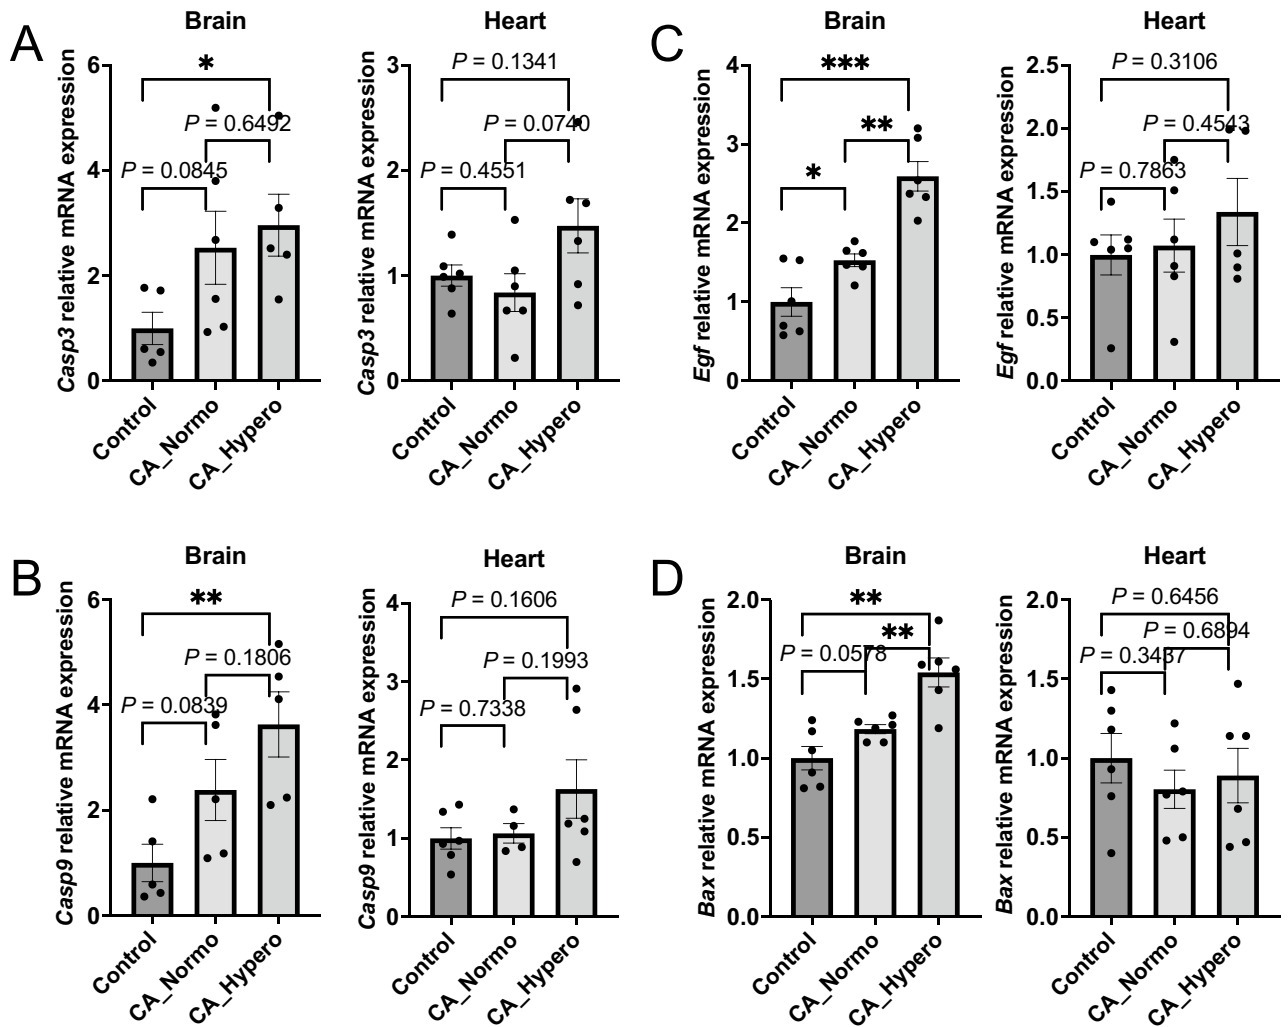 A
Brain
Casp3 relative mRNA expression
6
4
2
0
*
P = 0.6492
P = 0.0845
Control
CA_Normo
CA_Hypero
Heart
Casp3 relative mRNA expression
3
2
1
0
P = 0.1341
P = 0.0740
P = 0.4551
Control
CA_Normo
CA_Hypero
C
Brain
Egf relative mRNA expression
4
3
2
1
0
***
**
*
Control
CA_Normo
CA_Hypero
Heart
Egf relative mRNA expression
2.5
2.0
1.5
1.0
0.5
0.0
P = 0.3106
P = 0.4543
P = 0.7863
Control
CA_Normo
CA_Hypero
B
Brain
Casp9 relative mRNA expression
6
4
2
0
**
P = 0.1806
P = 0.0839
Control
CA_Normo
CA_Hypero
Heart
Casp9 relative mRNA expression
4
3
2
1
0
P = 0.1606
P = 0.1993
P = 0.7338
Control
CA_Normo
CA_Hypero
D
Brain
Bax relative mRNA expression
2.0
1.5
1.0
0.5
0.0
**
**
P = 0.0578
Control
CA_Normo
CA_Hypero
Heart
Bax relative mRNA expression
2.0
1.5
1.0
0.5
0.0
P = 0.6456
P = 0.6894
P = 0.3437
Control
CA_Normo
CA_Hypero